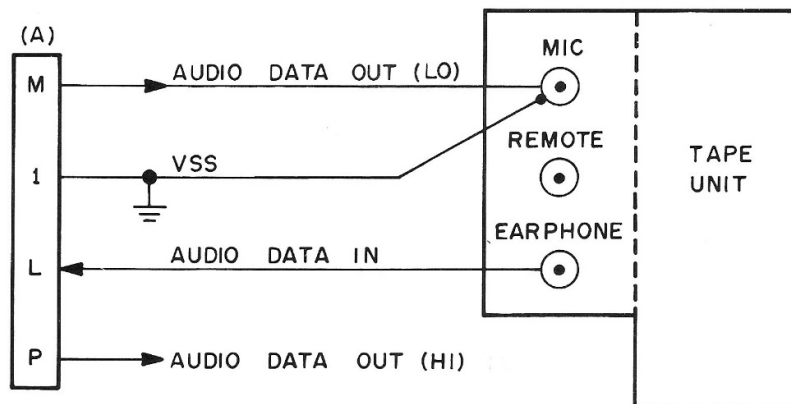 (A)
M
AUDIO DATA OUT (LO)
MIC
1
VSS
REMOTE
TAPE
UNIT
L
AUDIO DATA IN
EARPHONE
P
AUDIO DATA OUT (HI)